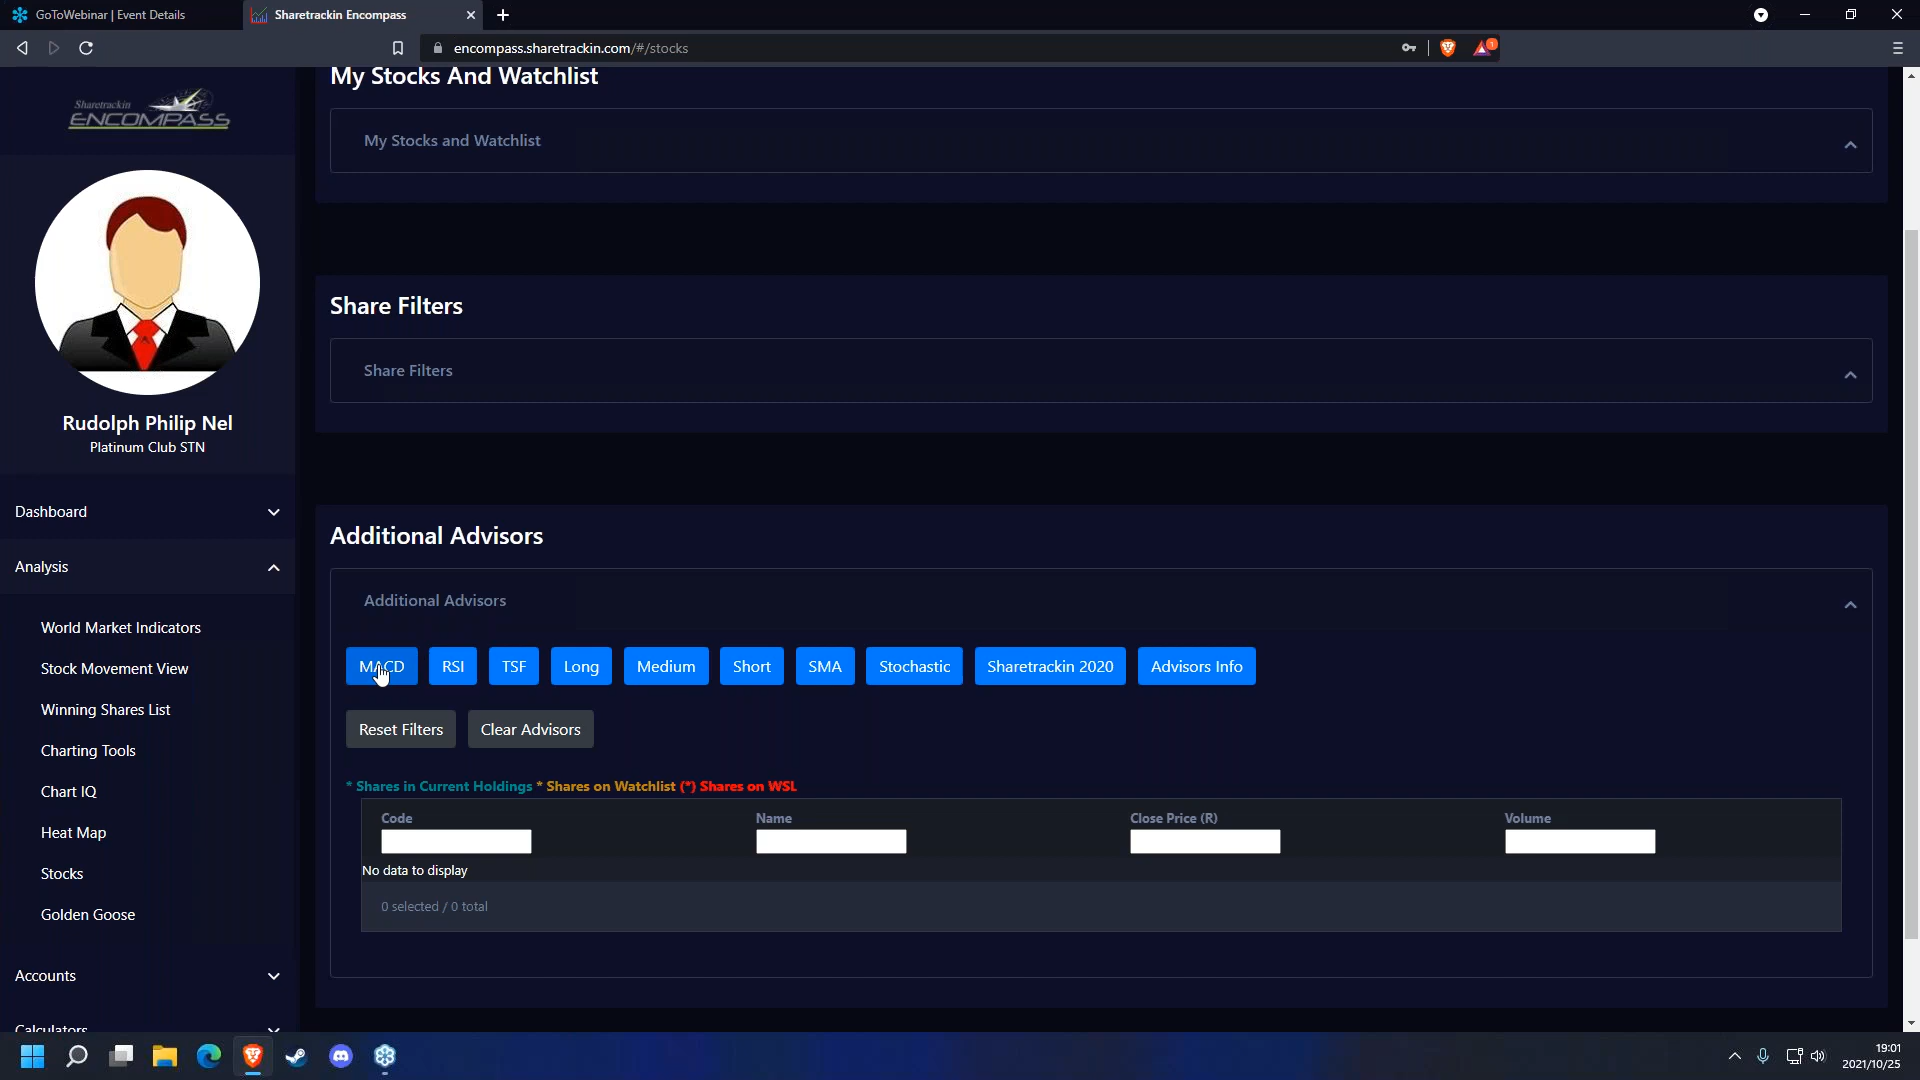 GoToWebinar | Event Details
Sharetrackin Encompass
encompass.sharetrackin.com/#/stocks
1
Sharetrackin
ENCOMPASS
Rudolph Philip Nel
Platinum Club STN
Dashboard
Analysis
World Market Indicators
Stock Movement View
Winning Shares List
Charting Tools
Chart IQ
Heat Map
Stocks
Golden Goose
Accounts
Calculators
My Stocks And Watchlist
My Stocks and Watchlist
Share Filters
Share Filters
Additional Advisors
Additional Advisors
MACD RSI TSF Long Medium Short SMA Stochastic Sharetrackin 2020 Advisors Info
Reset Filters Clear Advisors
* Shares in Current Holdings * Shares on Watchlist (*) Shares on WSL
Code Name Close Price (R) Volume
No data to display
0 selected / 0 total
19:01
2021/10/25